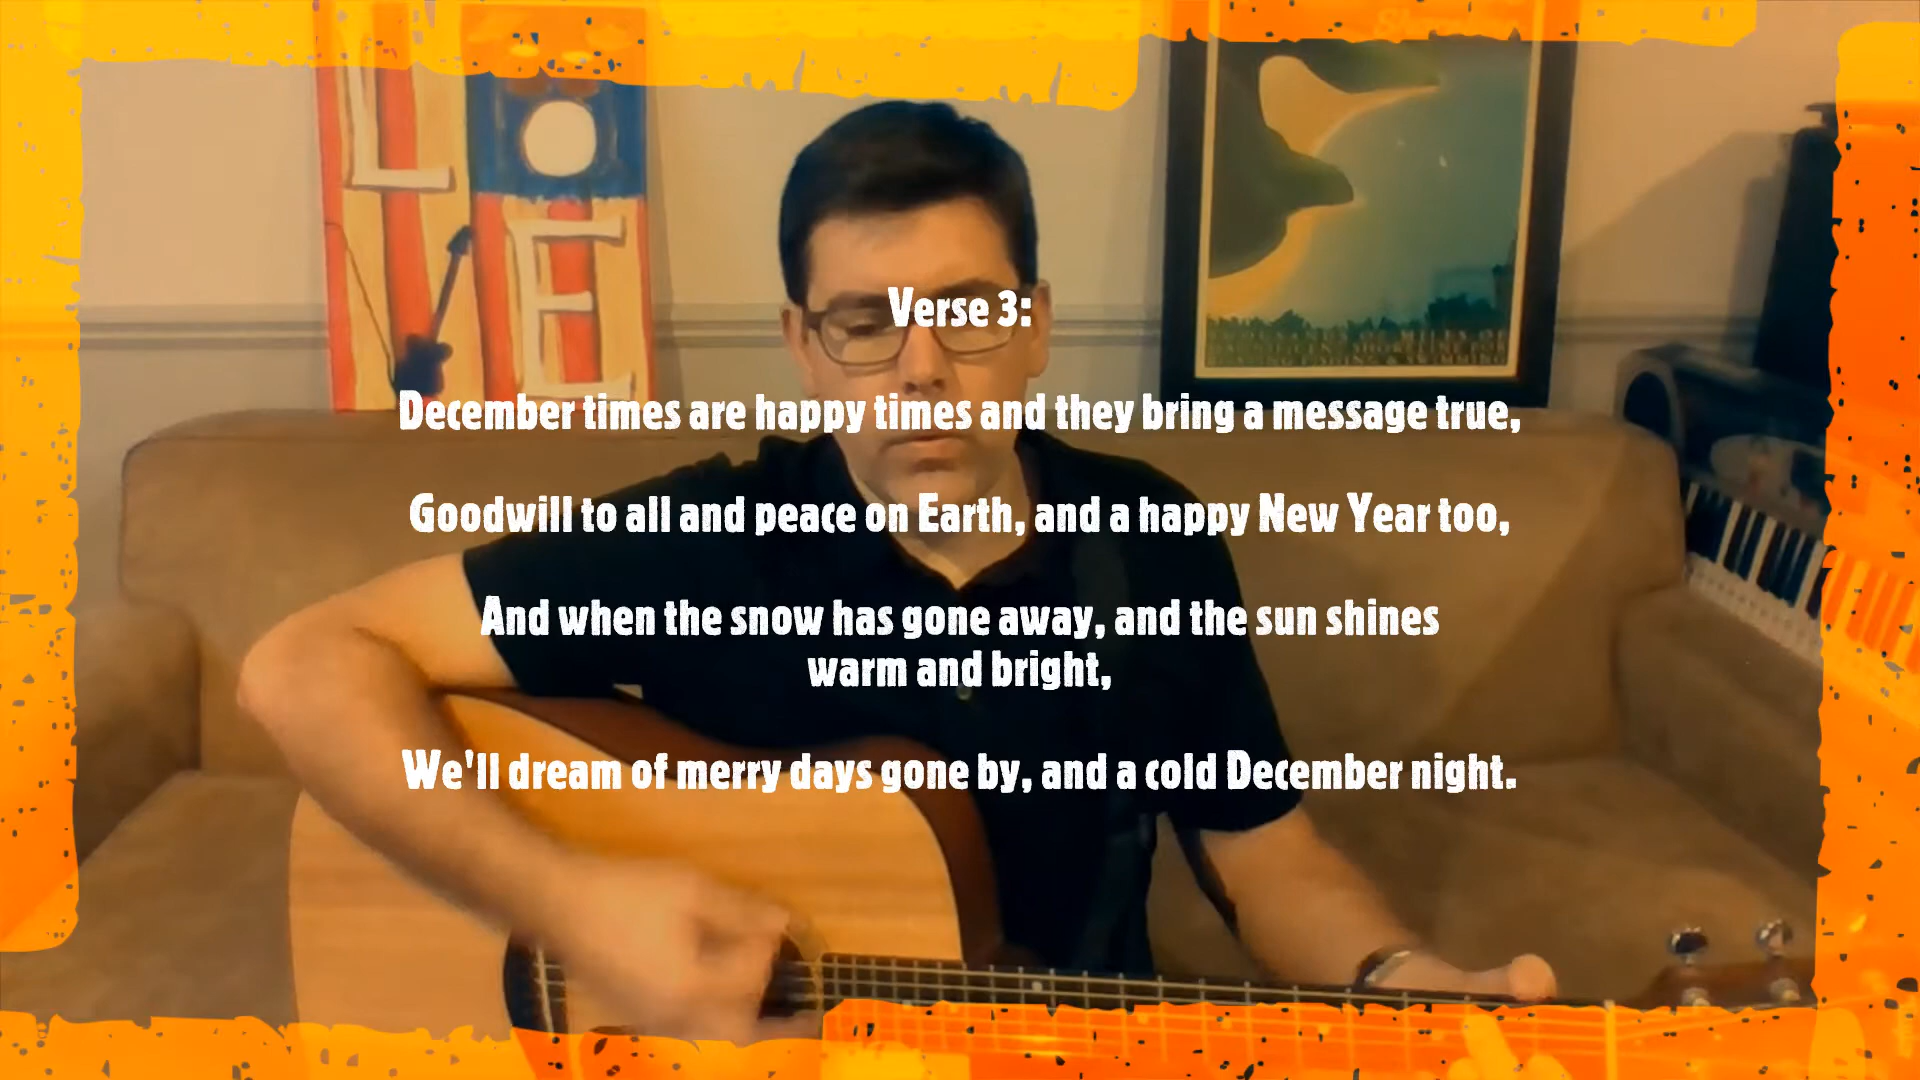 LOVE
Verse 3:
December times are happy times and they bring a message true,
Goodwill to all and peace on Earth, and a happy New Year too,
And when the snow has gone away, and the sun shines
warm and bright,
We'll dream of merry days gone by, and a cold December night.